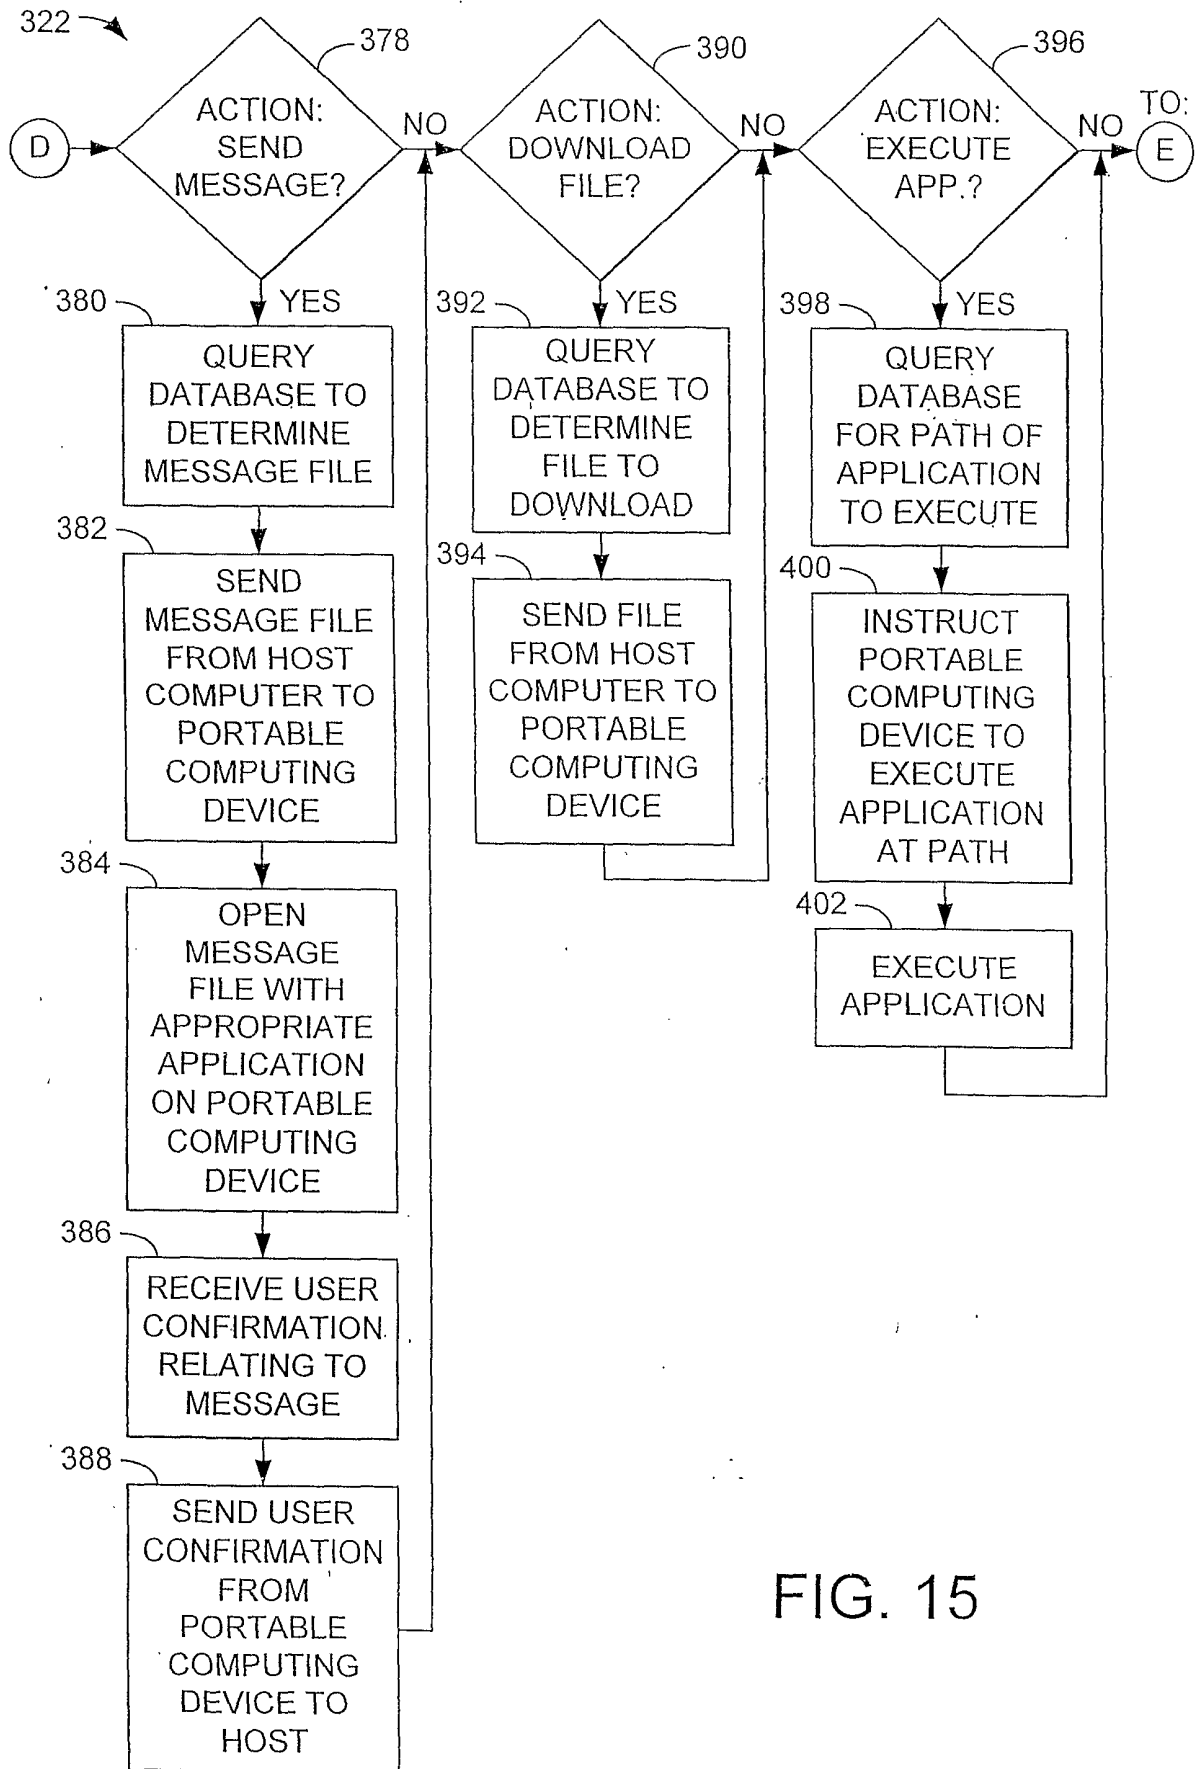 322
378
D
ACTION:
SEND
MESSAGE?
NO
YES
380
QUERY
DATABASE TO
DETERMINE
MESSAGE FILE
382
SEND
MESSAGE FILE
FROM HOST
COMPUTER TO
PORTABLE
COMPUTING
DEVICE
384
OPEN
MESSAGE
FILE WITH
APPROPRIATE
APPLICATION
ON PORTABLE
COMPUTING
DEVICE
386
RECEIVE USER
CONFIRMATION
RELATING TO
MESSAGE
388
SEND USER
CONFIRMATION
FROM
PORTABLE
COMPUTING
DEVICE TO
HOST
390
ACTION:
DOWNLOAD
FILE?
NO
YES
392
QUERY
DATABASE TO
DETERMINE
FILE TO
DOWNLOAD
394
SEND FILE
FROM HOST
COMPUTER TO
PORTABLE
COMPUTING
DEVICE
396
ACTION:
EXECUTE
APP.?
NO
TO:
E
YES
398
QUERY
DATABASE
FOR PATH OF
APPLICATION
TO EXECUTE
400
INSTRUCT
PORTABLE
COMPUTING
DEVICE TO
EXECUTE
APPLICATION
AT PATH
402
EXECUTE
APPLICATION
FIG. 15